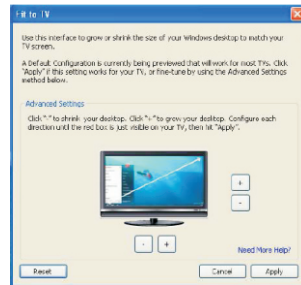 Fit to TV
Use this interface to grow or shrink the size of your Windows desktop to match your
TV screen.
A Default Configuration is currently being previewed that will work for most TVs. Click
"Apply" if this setting works for your TV, or fine-tune by using the Advanced Settings
method below.
Advanced Settings
Click "-" to shrink your desktop. Click "+" to grow your desktop. Configure each
direction until the red box is just visible on your TV, then hit "Apply".
+
-
- +
Need More Help?
Reset Cancel Apply